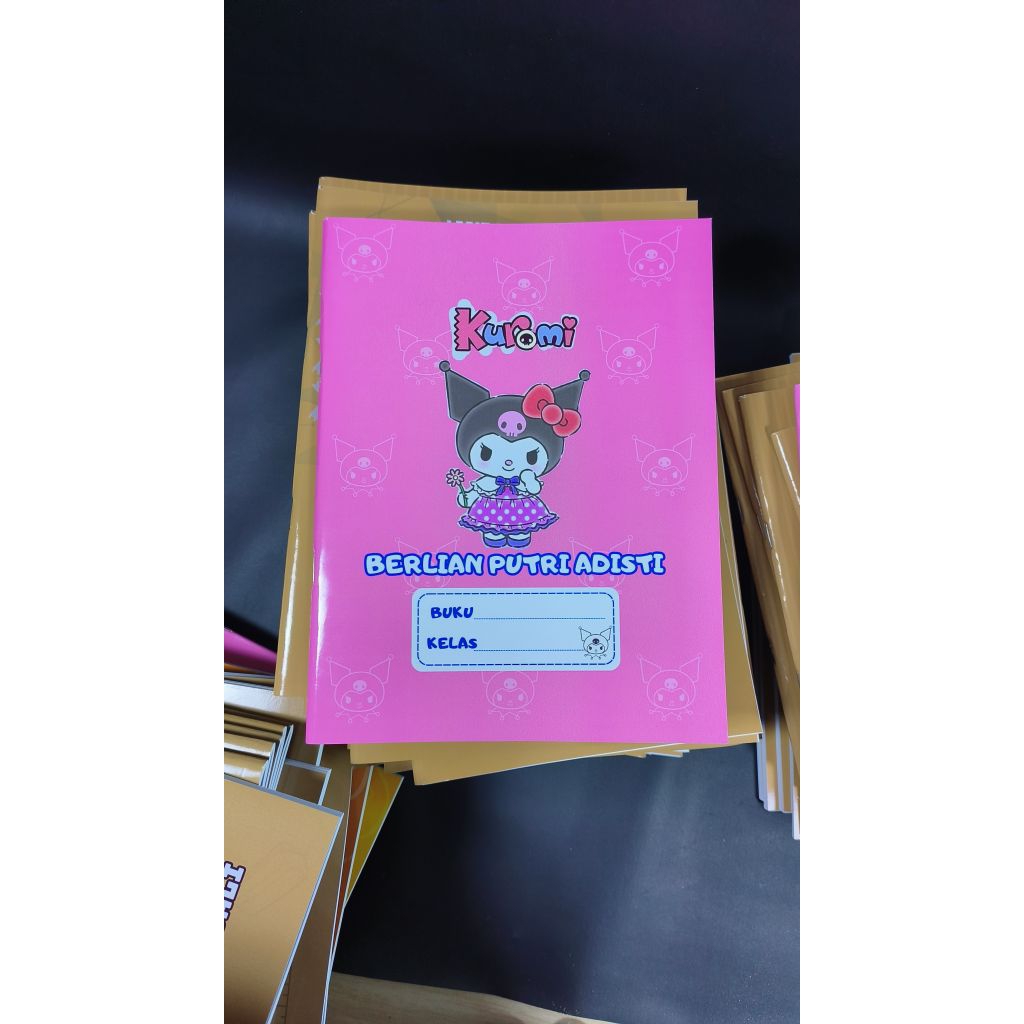 Kuromi
BERLIAN PUTRI ADISTI
BUKU
KELAS